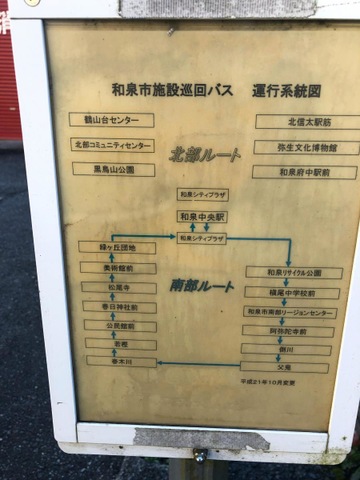 和泉市施設巡回バス　運行系統図
鶴山台センター
北部コミュニティセンター
黒鳥山公園
北部ルート
北信太駅筋
弥生文化博物館
和泉府中駅前
和泉シティプラザ
和泉中央駅
和泉シティプラザ
緑ヶ丘団地
美術館前
松尾寺
春日神社前
公民館前
若樫
春木川
南部ルート
和泉リサイクル公園
槇尾中学校前
和泉市南部リージョンセンター
阿弥陀寺前
側川
父鬼
平成21年10月変更